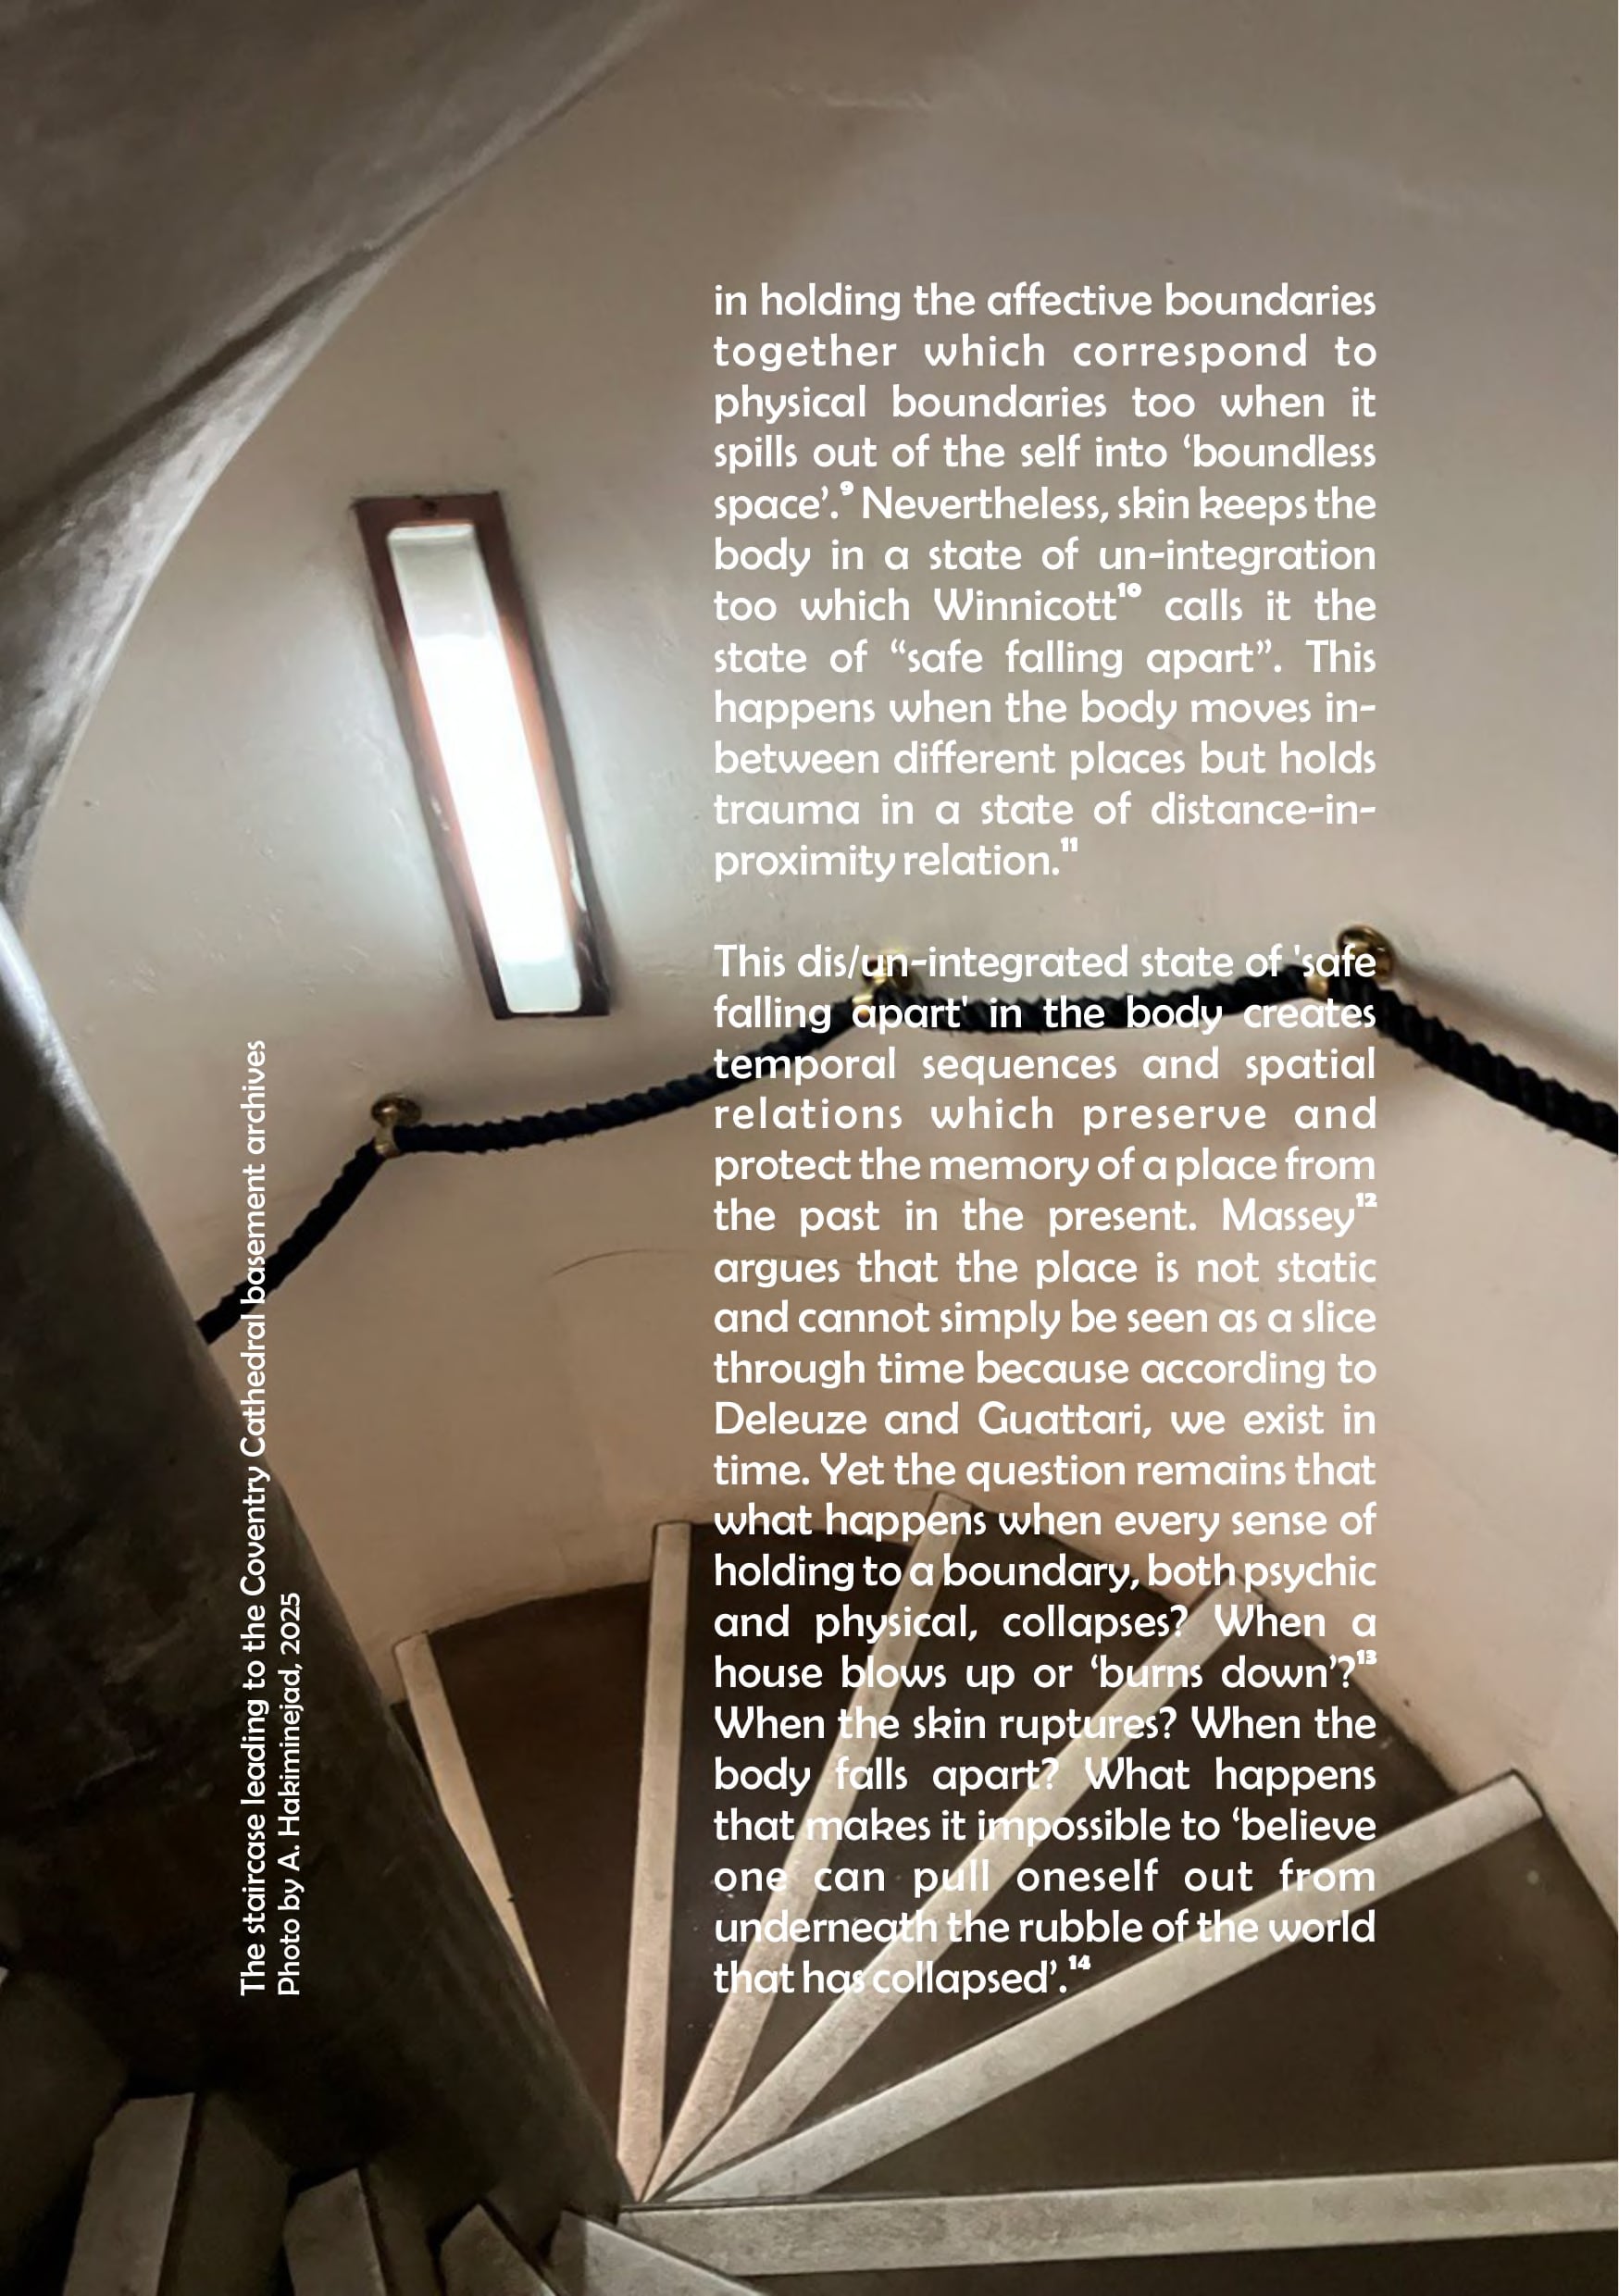 in holding the affective boundaries
together which correspond to
physical boundaries too when it
spills out of the self into ‘boundless
space’.⁹ Nevertheless, skin keeps the
body in a state of un-integration
too which Winnicott¹⁰ calls it the
state of “safe falling apart”. This
happens when the body moves in-
between different places but holds
trauma in a state of distance-in-
proximity relation.¹¹
This dis/un-integrated state of 'safe
falling apart' in the body creates
temporal sequences and spatial
relations which preserve and
protect the memory of a place from
the past in the present. Massey¹²
argues that the place is not static
and cannot simply be seen as a slice
through time because according to
Deleuze and Guattari, we exist in
time. Yet the question remains that
what happens when every sense of
holding to a boundary, both psychic
and physical, collapses? When a
house blows up or ‘burns down’?¹³
When the skin ruptures? When the
body falls apart? What happens
that makes it impossible to ‘believe
one can pull oneself out from
underneath the rubble of the world
that has collapsed’.¹⁴
The staircase leading to the Coventry Cathedral basement archives
Photo by A. Hakiminejad, 2025